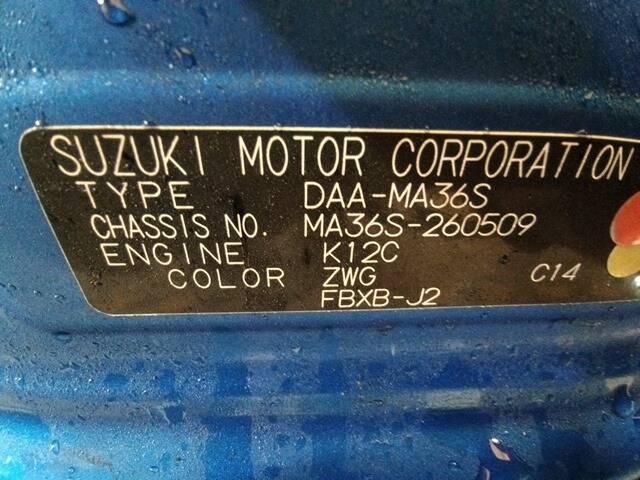 SUZUKI MOTOR CORPORATION
TYPE DAA-MA36S
CHASSIS NO. MA36S-260509
ENGINE K12C
COLOR ZWG C14
FBXB-J2